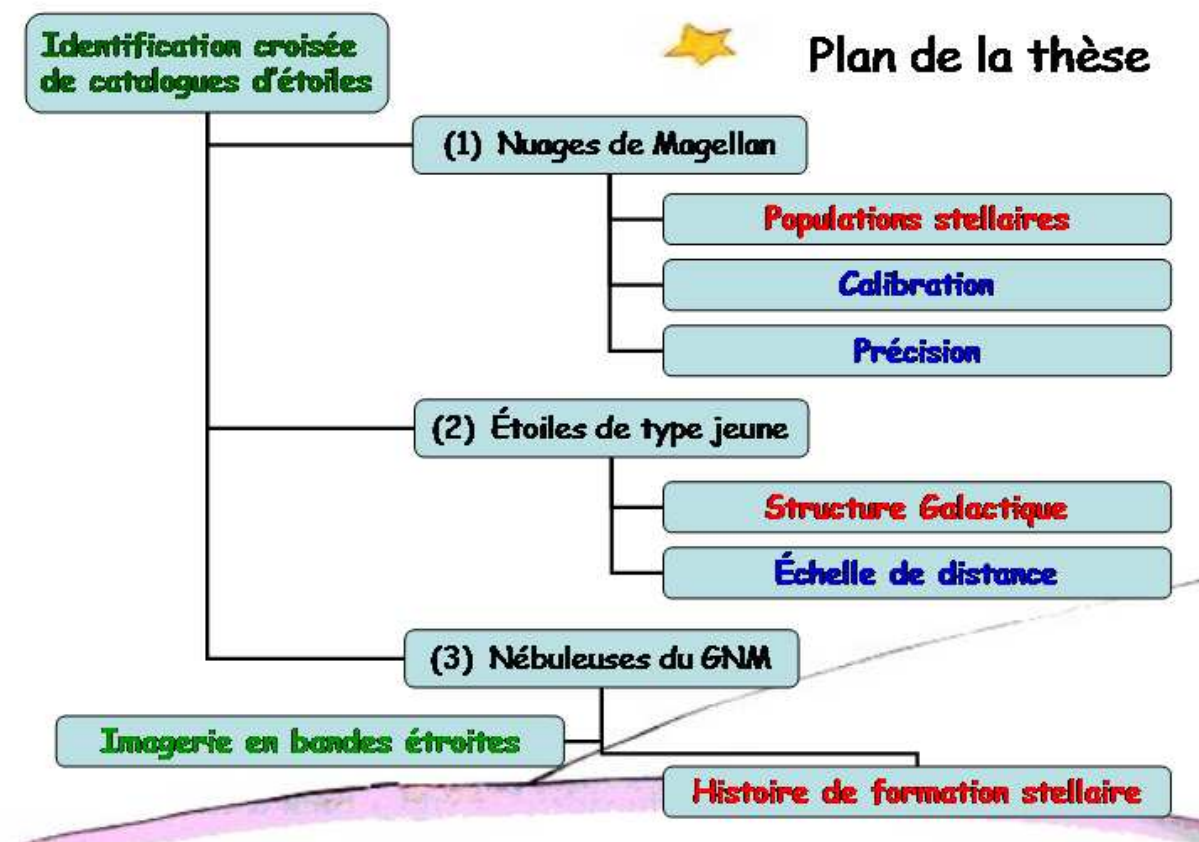 Identification croisée
de catalogues d'étoiles
Plan de la thèse
(1) Nuages de Magellan
Populations stellaires
Calibration
Précision
(2) Étoiles de type jeune
Structure Galactique
Échelle de distance
(3) Nébuleuses du GNM
Imagerie en bandes étroites
Histoire de formation stellaire